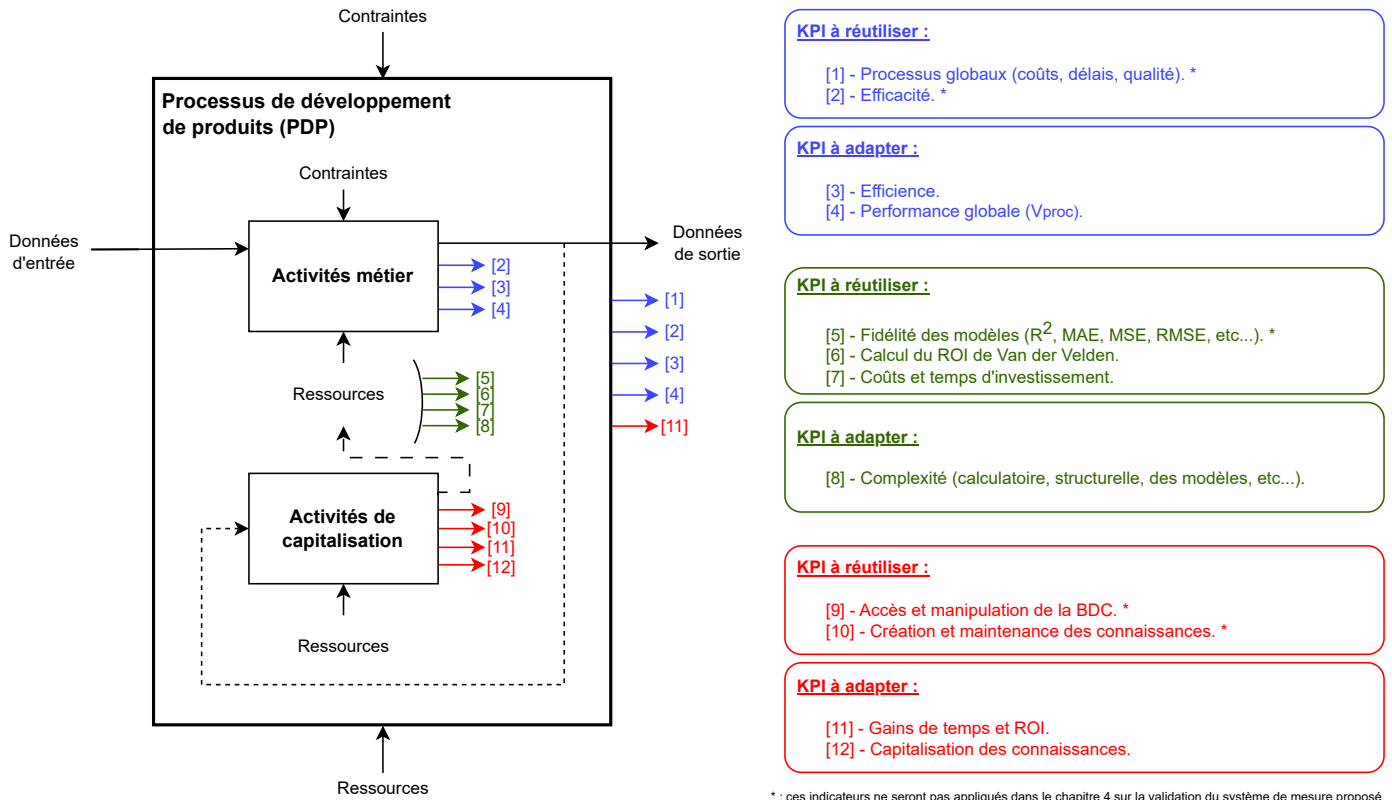 Contraintes
Processus de développement
de produits (PDP)
Contraintes
Données
d'entrée
Activités métier
Données
de sortie
[2]
[3]
[4]
[1]
[2]
[3]
[4]
[11]
Ressources
[5]
[6]
[7]
[8]
Activités de
capitalisation
[9]
[10]
[11]
[12]
Ressources
Ressources
KPI à réutiliser :
[1] - Processus globaux (coûts, délais, qualité). *
[2] - Efficacité. *
KPI à adapter :
[3] - Efficience.
[4] - Performance globale (Vproc).
KPI à réutiliser :
[5] - Fidélité des modèles (R², MAE, MSE, RMSE, etc...). *
[6] - Calcul du ROI de Van der Velden.
[7] - Coûts et temps d'investissement.
KPI à adapter :
[8] - Complexité (calculatoire, structurelle, des modèles, etc...).
KPI à réutiliser :
[9] - Accès et manipulation de la BDC. *
[10] - Création et maintenance des connaissances. *
KPI à adapter :
[11] - Gains de temps et ROI.
[12] - Capitalisation des connaissances.
* : ces indicateurs ne seront pas appliqués dans le chapitre 4 sur la validation du système de mesure proposé